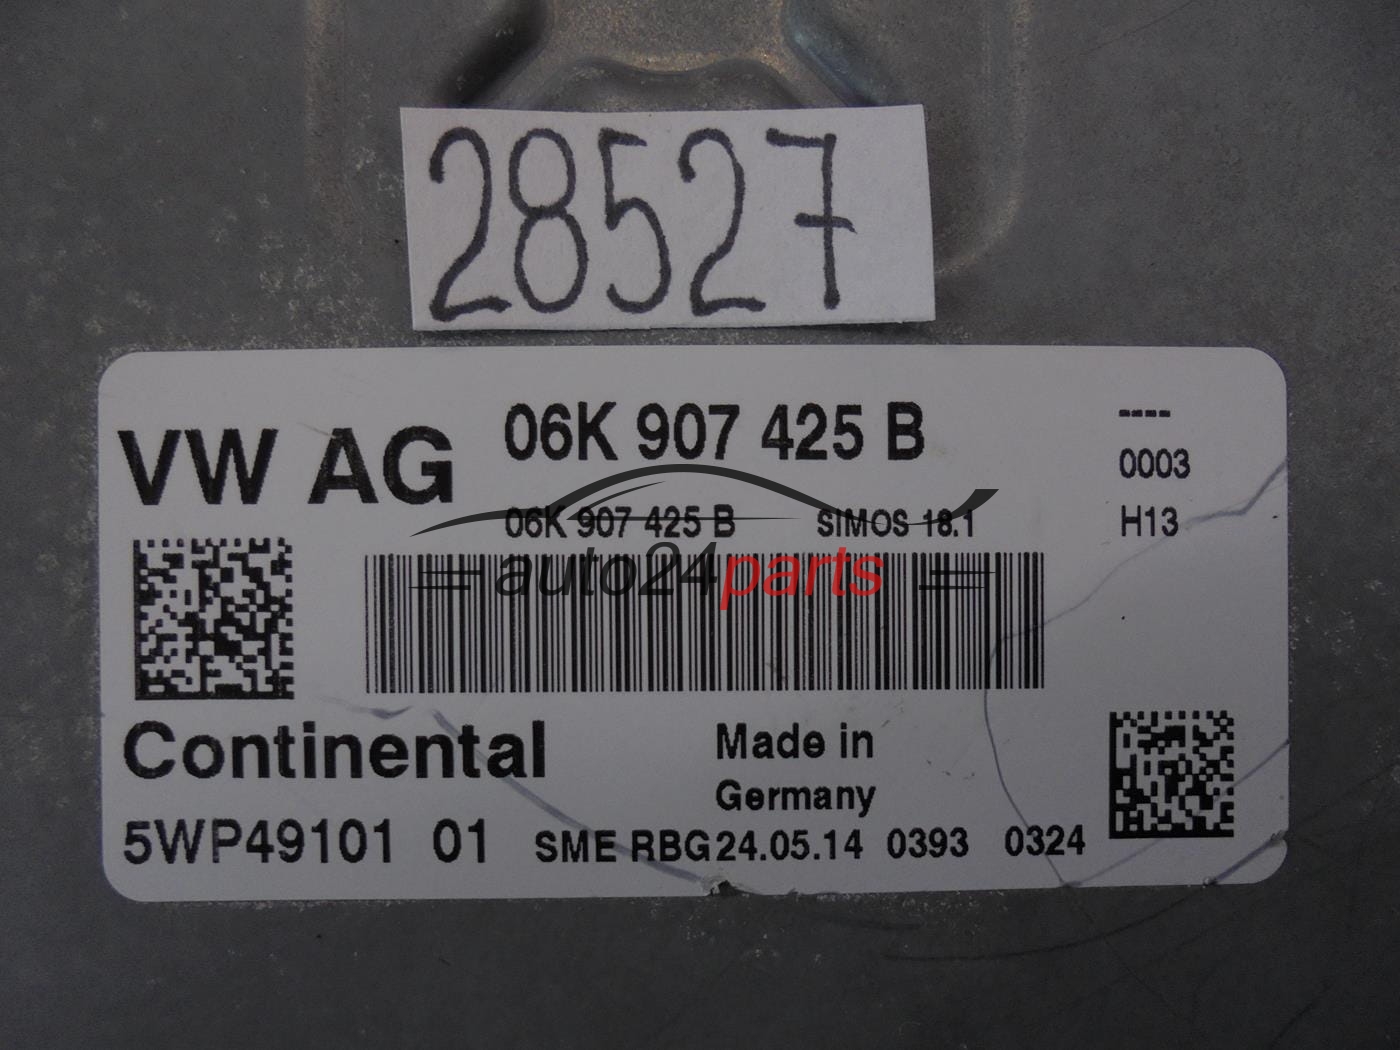 28527
VW AG
06K 907 425 B
----
0003
06K 907 425 B SIMOS 18.1
H13
auto24parts
Continental
Made in
Germany
5WP49101 01 SME RBG24.05.14 0393 0324